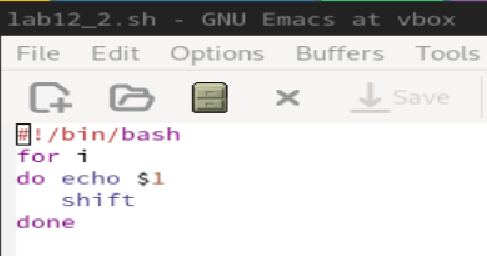 lab12_2.sh - GNU Emacs at vbox
File Edit Options Buffers Tools
Save
#!/bin/bash
for i
do echo $1
    shift
done